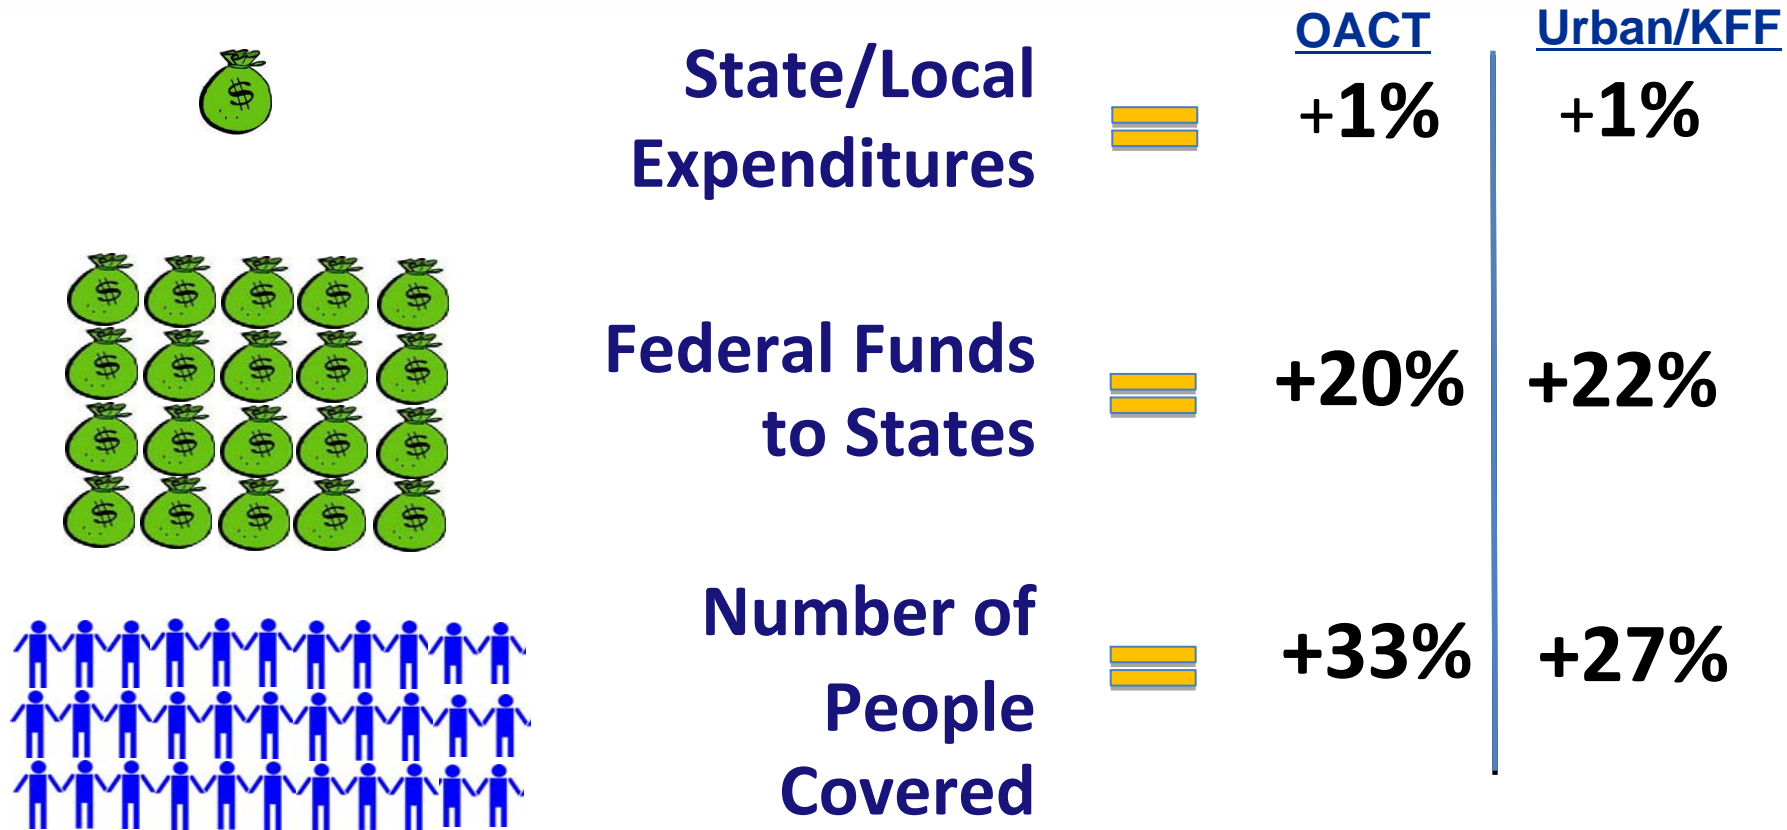 OACT Urban/KFF
State/Local +1% +1%
Expenditures
Federal Funds +20% +22%
to States
Number of +33% +27%
People
Covered
$
$ $ $ $ $
$ $ $ $ $
$ $ $ $ $
$ $ $ $ $